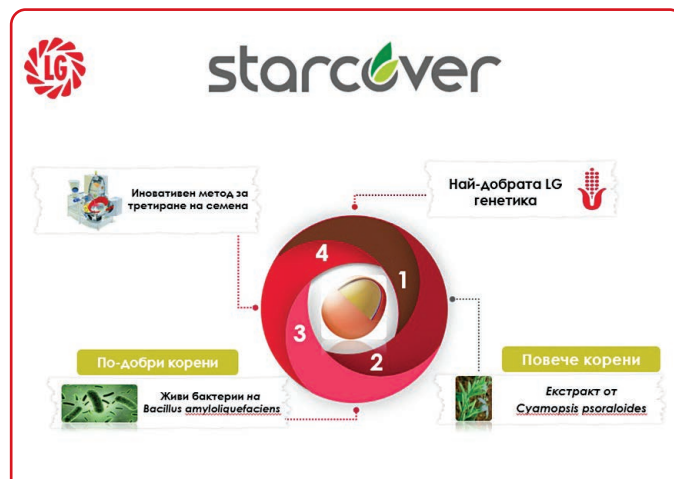 LG
starcover
Иновативен метод за
третиране на семена
Най-добрата LG
генетика
4
1
3
2
По-добри корени
Повече корени
Живи бактерии на
Bacillus amyloliquefaciens
Екстракт от
Cyamopsis psoraloides